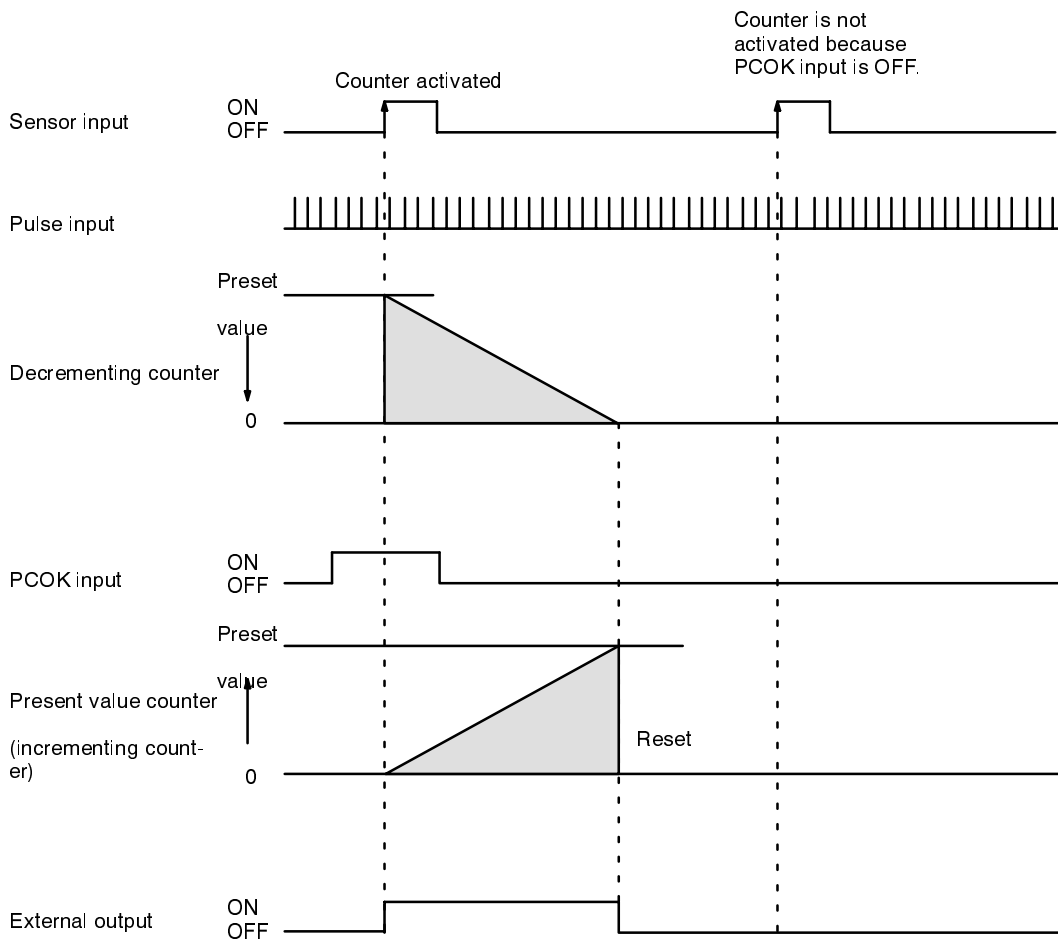 Counter is not
activated because
PCOK input is OFF.
Counter activated
Sensor input
ON
OFF
Pulse input
Preset
value
Decrementing counter
0
PCOK input
ON
OFF
Preset
value
Present value counter
(incrementing count-
er)
0
Reset
External output
ON
OFF